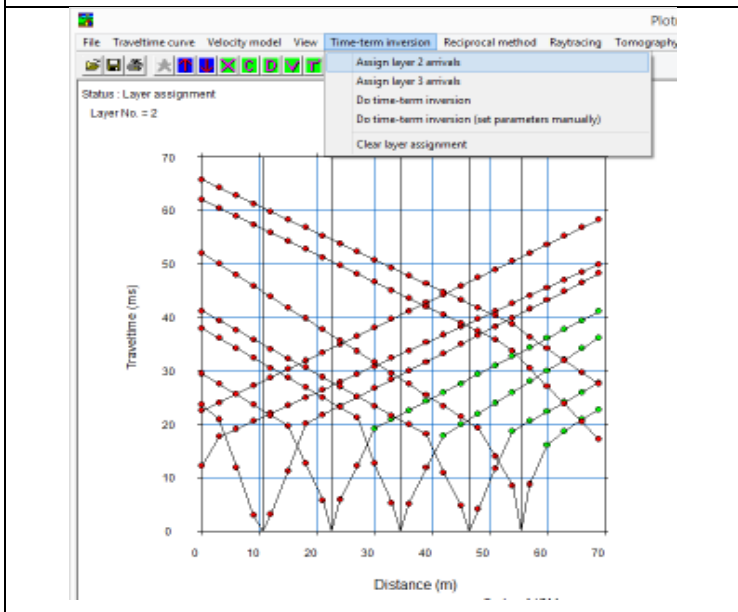 Plotr
File Traveltime curve Velocity model View Time-term inversion Reciprocal method Raytracing Tomography
C D
Assign layer 2 arrivals
Assign layer 3 arrivals
Do time-term inversion
Do time-term inversion (set parameters manually)
Clear layer assignment
Status : Layer assignment
Layer No. = 2
70
60
50
40
30
20
10
0
Traveltime (ms)
0 10 20 30 40 50 60 70
Distance (m)